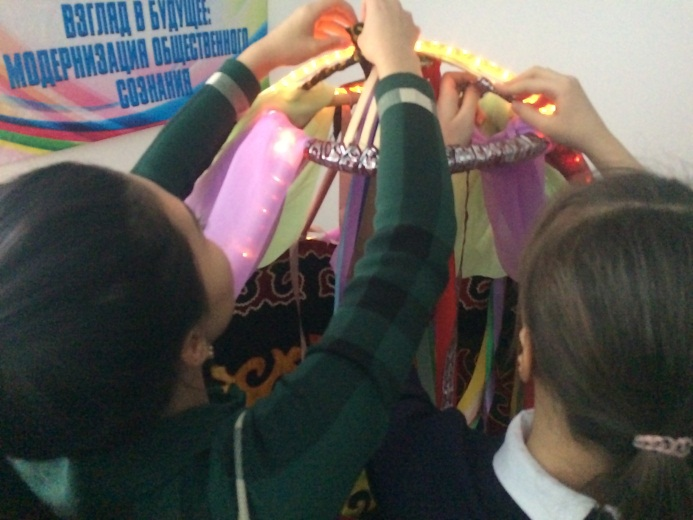 ВЗГЛЯД В БУДУЩЕЕ:
МОДЕРНИЗАЦИЯ ОБЩЕСТВЕННОГО
СОЗНАНИЯ